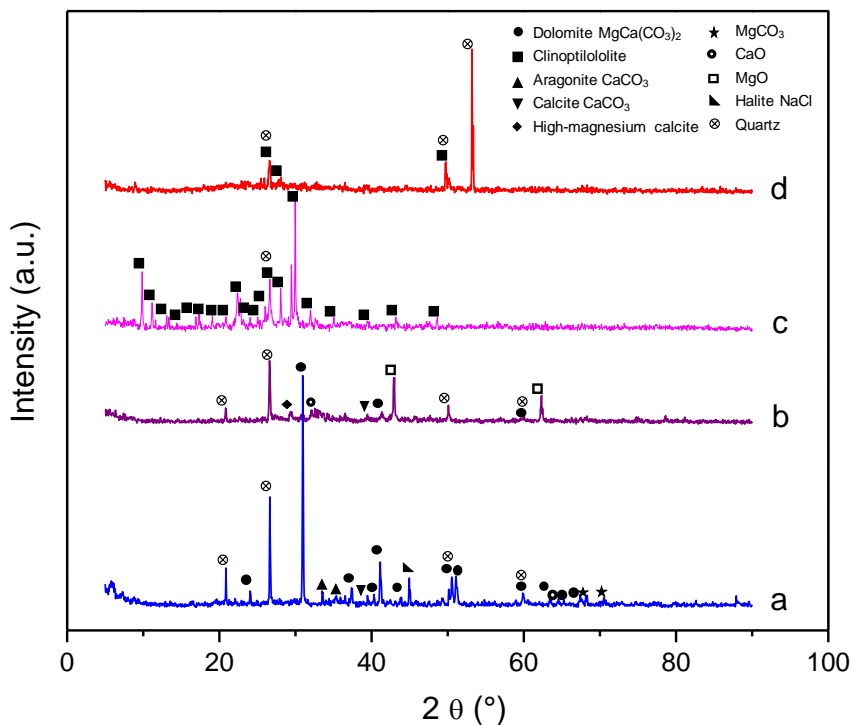 Dolomite MgCa(CO₃)₂
Clinoptilololite
Aragonite CaCO₃
Calcite CaCO₃
High-magnesium calcite
MgCO₃
CaO
MgO
Halite NaCl
Quartz
d
c
b
a
Intensity (a.u.)
0 20 40 60 80 100
2 θ (°)